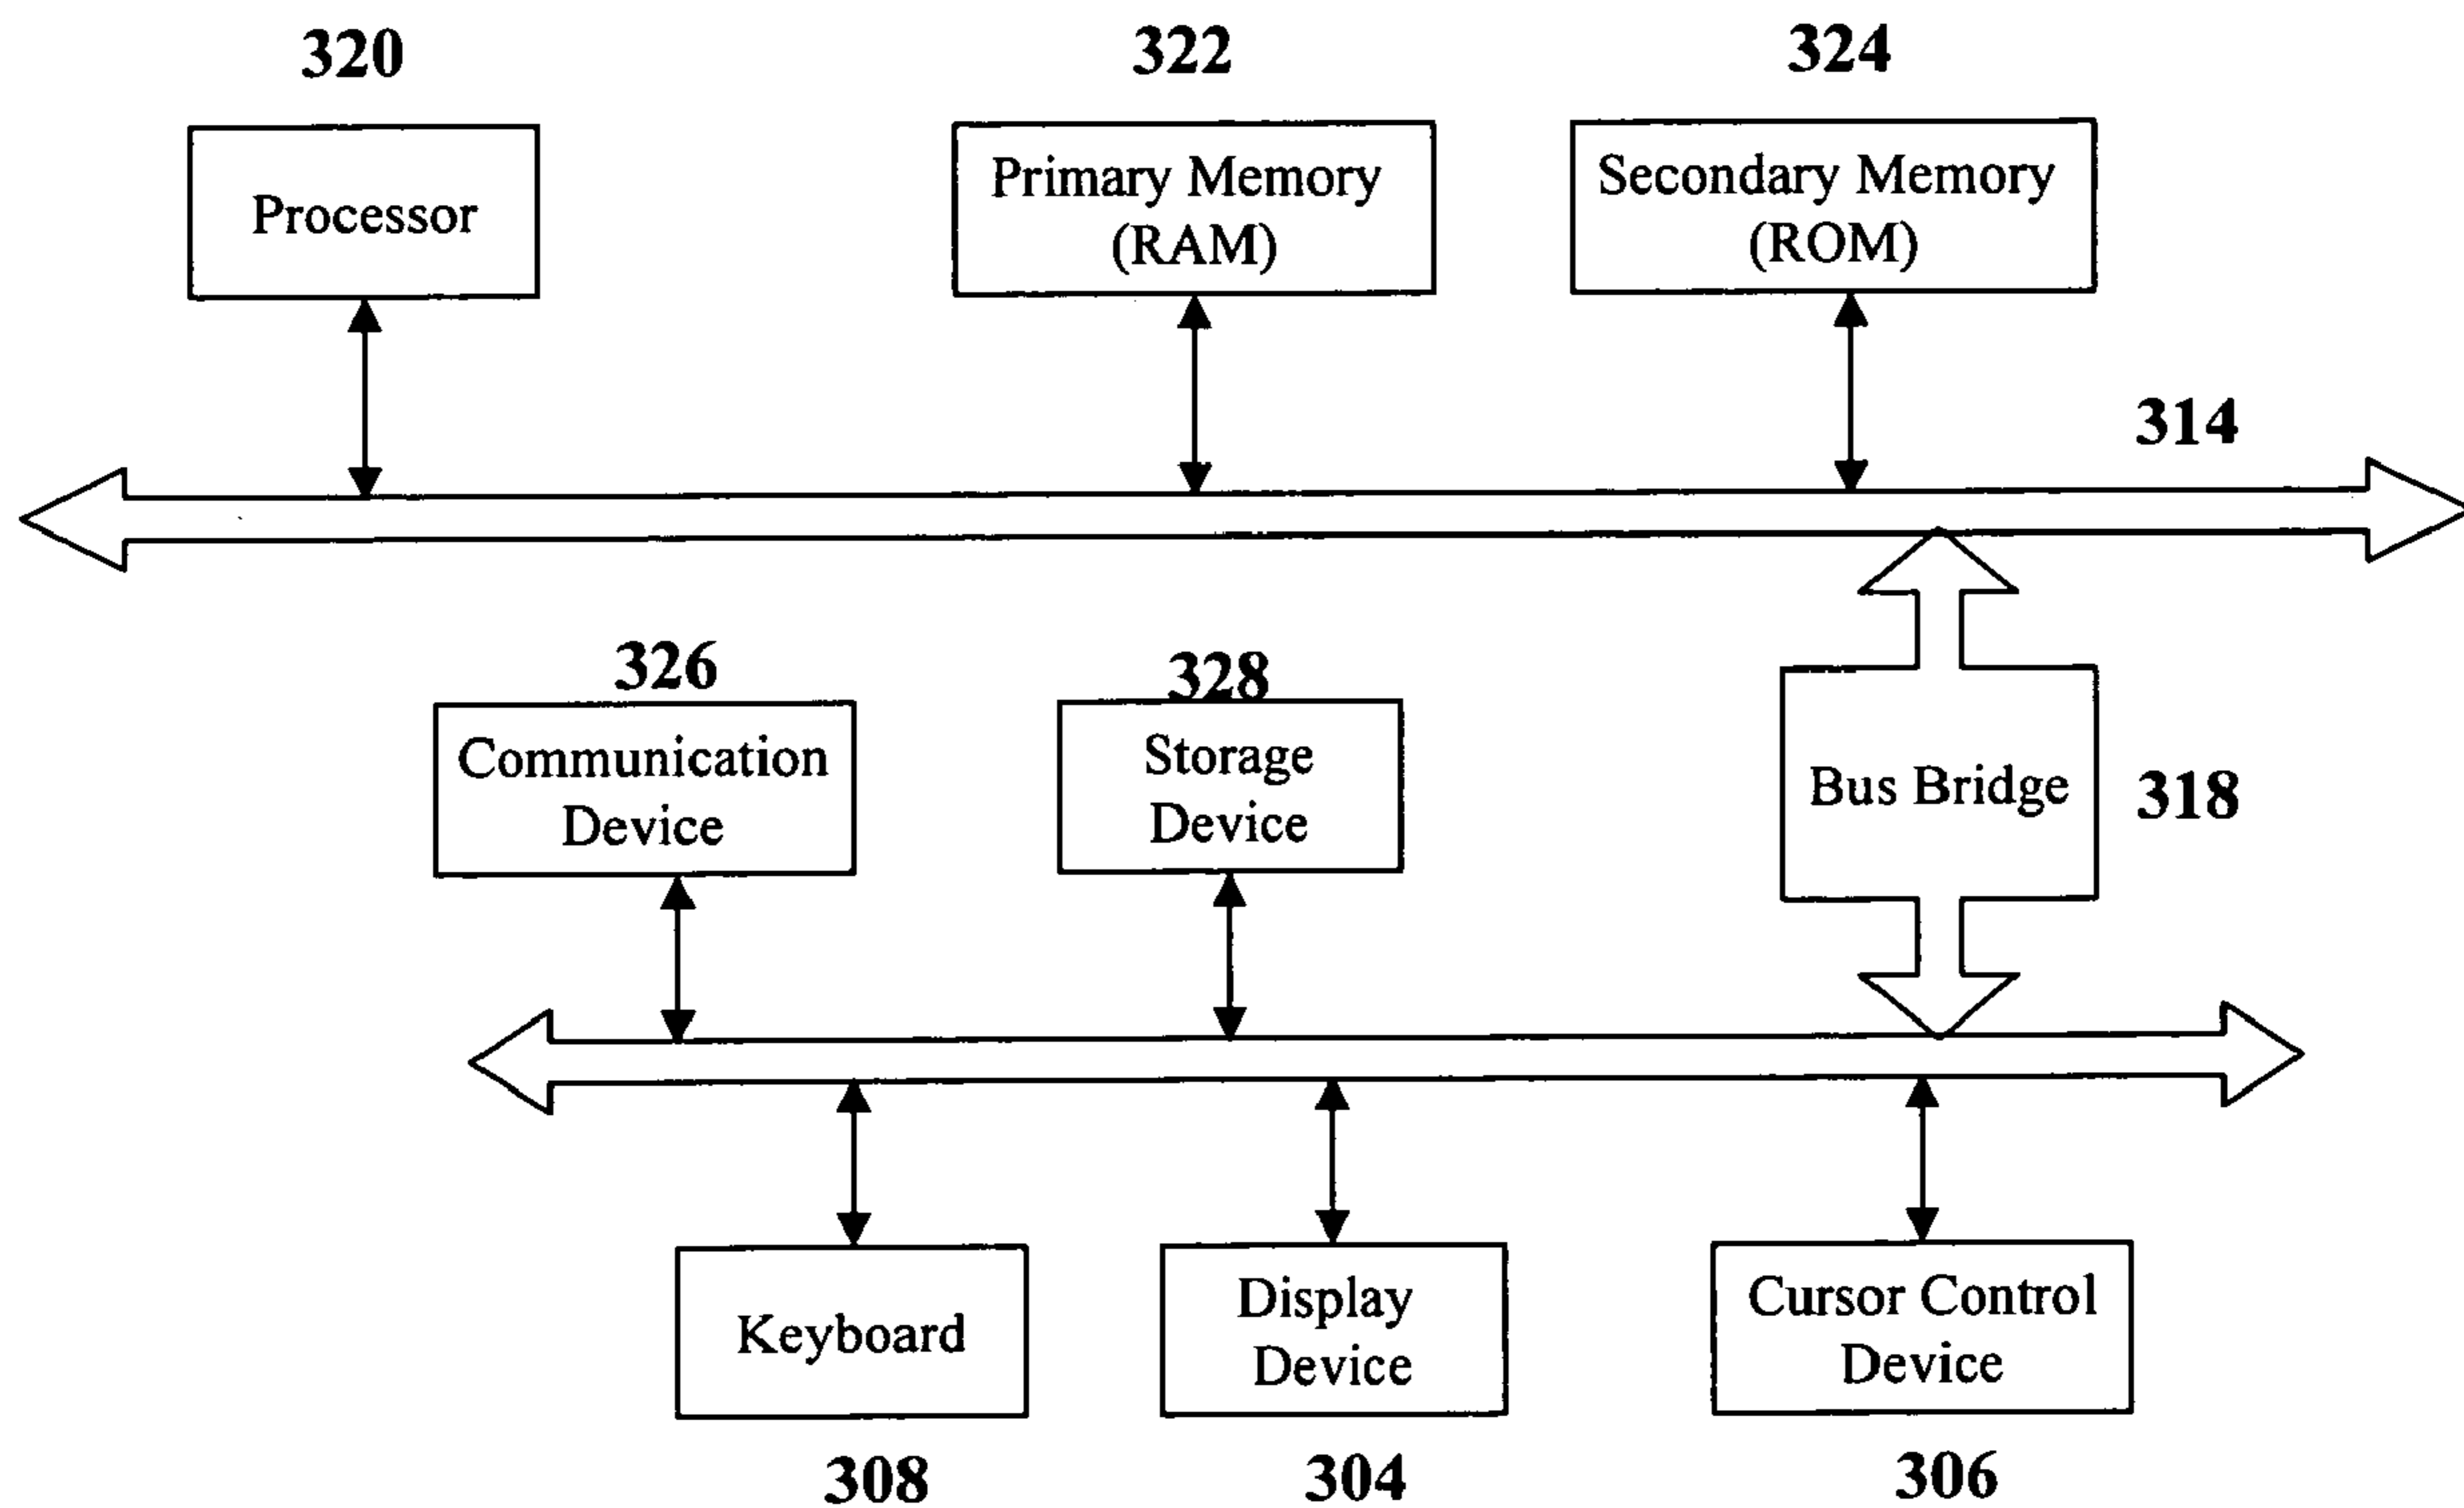 320
322
324
Processor
Primary Memory
(RAM)
Secondary Memory
(ROM)
314
326
328
Communication
Device
Storage
Device
Bus Bridge
318
Keyboard
Display
Device
Cursor Control
Device
308
304
306